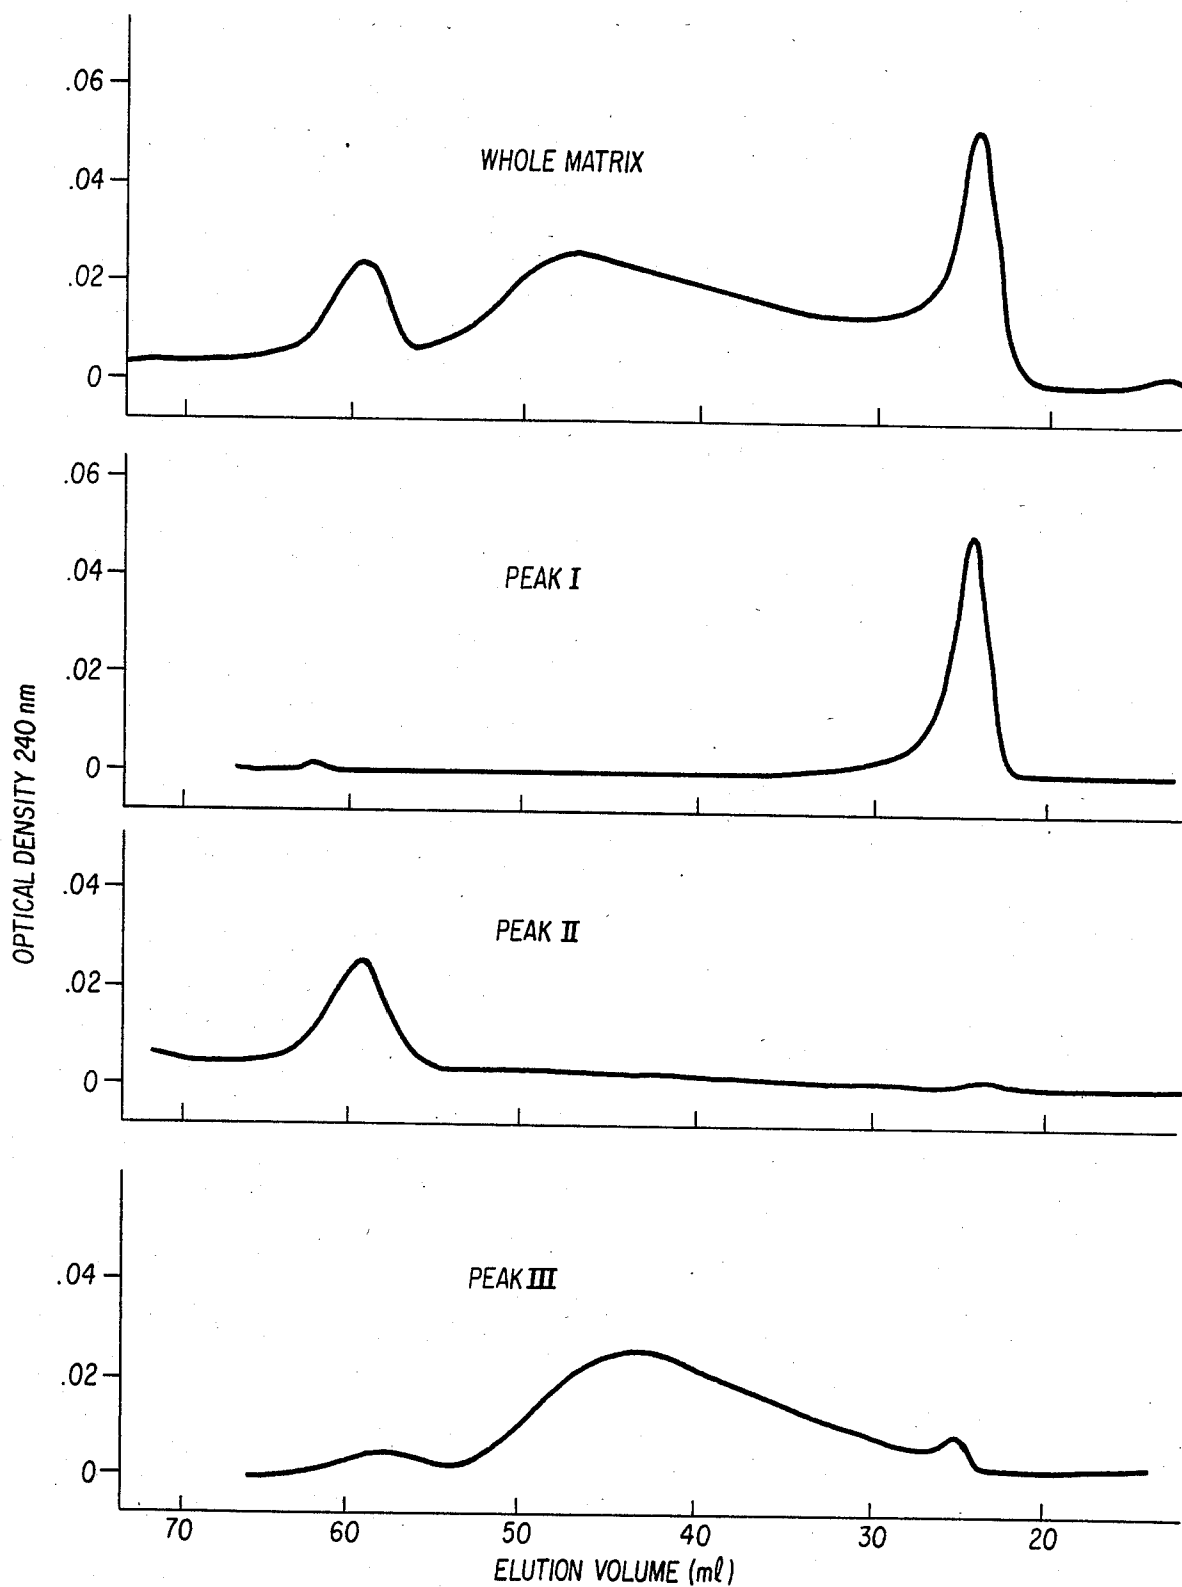 .06
.04
.02
0
WHOLE MATRIX
.06
.04
.02
0
PEAK I
.04
.02
0
PEAK II
.04
.02
0
PEAK III
OPTICAL DENSITY 240 nm
70 60 50 40 30 20
ELUTION VOLUME (ml)